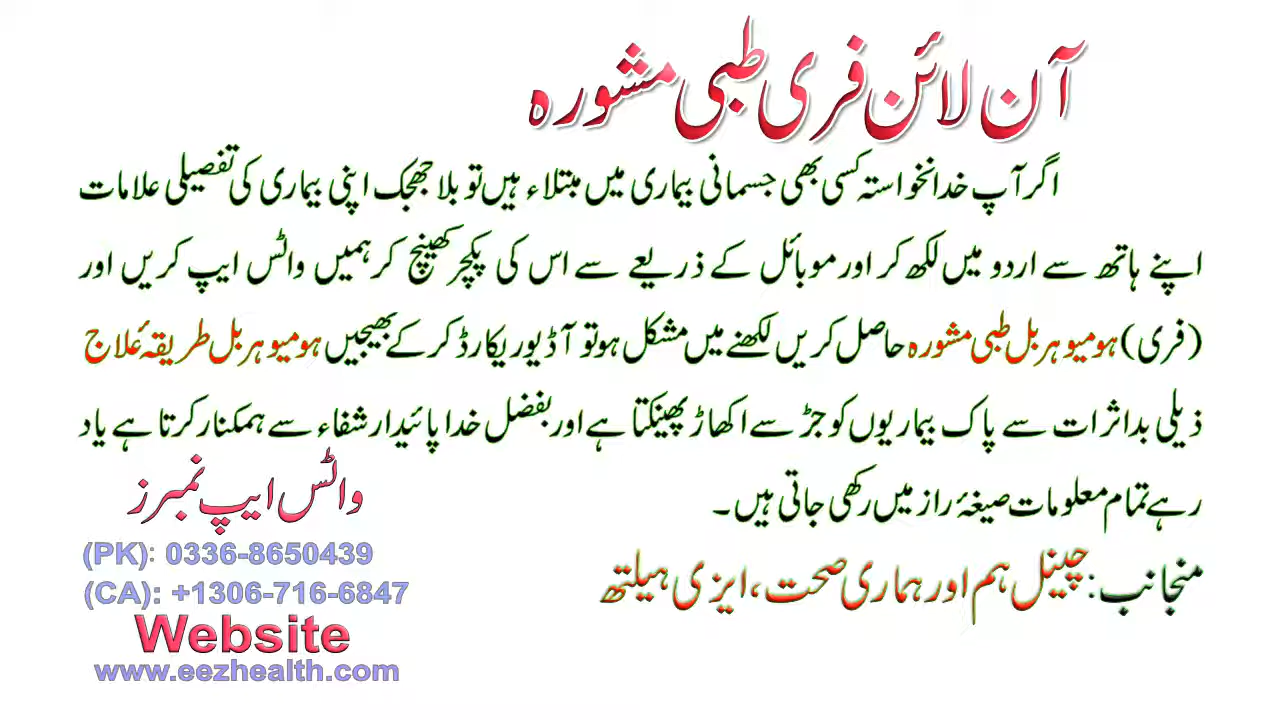 آن لائن فری طبی مشورہ
اگر آپ خدانخواستہ کسی بھی جسمانی بیماری میں مبتلاء ہیں تو بلا جھجک اپنی بیماری کی تفصیلی علامات
اپنے ہاتھ سے اردو میں لکھ کر اور موبائل کے ذریعے سے اس کی پکچر کھینچ کر ہمیں واٹس ایپ کریں اور
(فری) ہومیو ہربل طبی مشورہ حاصل کریں لکھنے میں مشکل ہو تو آڈیو ریکارڈ کر کے بھیجیں ہومیو ہربل طریقہ علاج
ذیلی بداثرات سے پاک بیماریوں کو جڑ سے اکھاڑ پھینکتا ہے اور بفضل خدا پائیدار شفاء سے ہمکنار کرتا ہے یاد
رہے تمام معلومات صیغۂ راز میں رکھی جاتی ہیں۔
منجانب: چینل ہم اور ہماری صحت، ایزی ہیلتھ
واٹس ایپ نمبرز
(PK): 0336-8650439
(CA): +1306-716-6847
Website
www.eezhealth.com